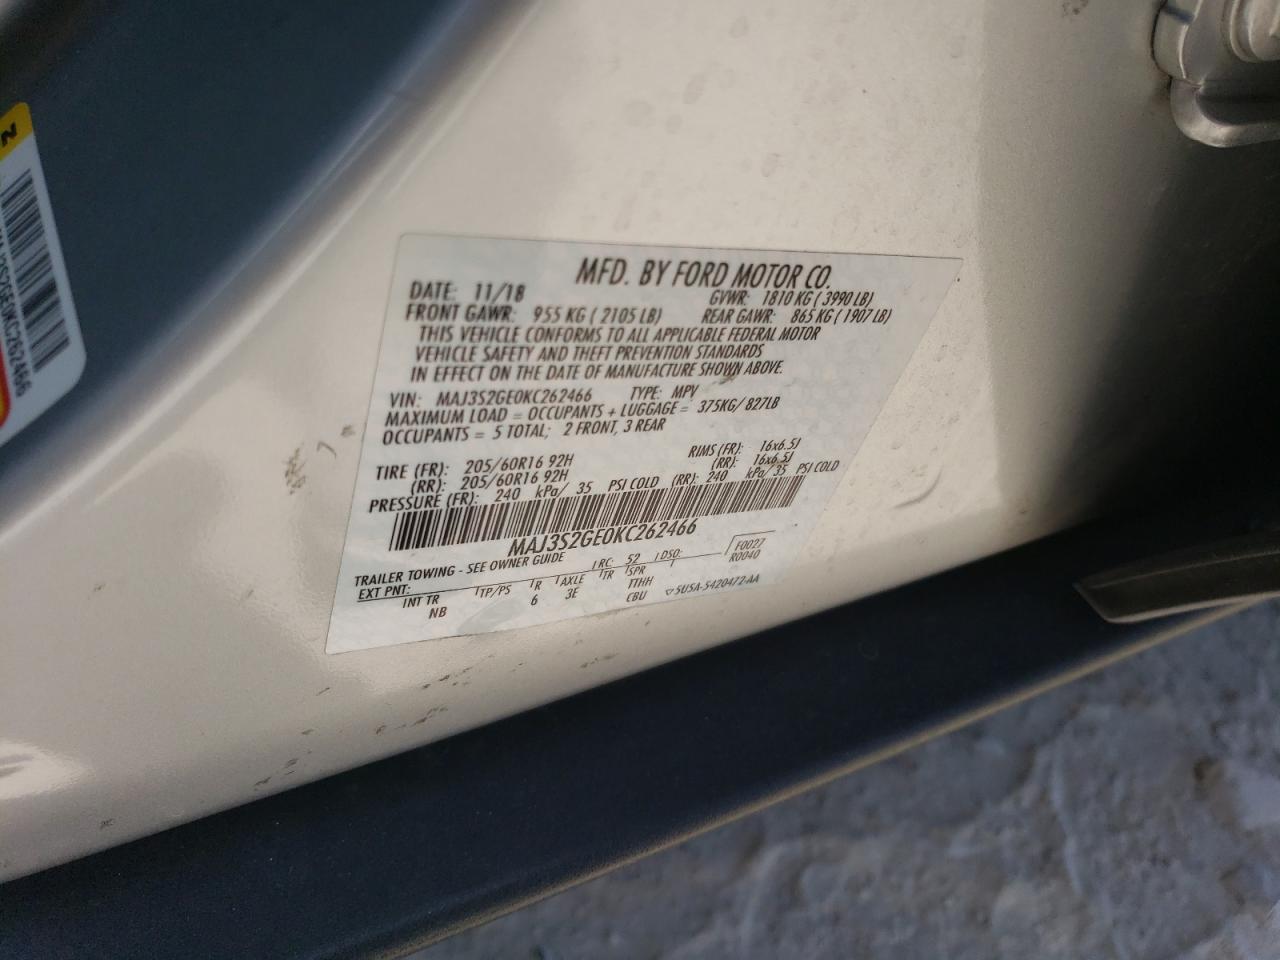 MFD. BY FORD MOTOR CO.
DATE: 11/18 GVWR: 1810 KG ( 3990 LB)
FRONT GAWR: 955 KG ( 2105 LB) REAR GAWR: 865 KG ( 1907 LB)
THIS VEHICLE CONFORMS TO ALL APPLICABLE FEDERAL MOTOR
VEHICLE SAFETY AND THEFT PREVENTION STANDARDS
IN EFFECT ON THE DATE OF MANUFACTURE SHOWN ABOVE.
VIN: MAJ3S2GE0KC262466 TYPE: MPV
MAXIMUM LOAD = OCCUPANTS + LUGGAGE = 375KG/ 827LB
OCCUPANTS = 5 TOTAL; 2 FRONT, 3 REAR
TIRE (FR): 205/60R16 92H RIMS (FR): 16x6.5J
(RR): 205/60R16 92H (RR): 16x6.5J
PRESSURE (FR): 240 kPa/ 35 PSI COLD (RR): 240 kPa/ 35 PSI COLD
MAJ3S2GE0KC262466
TRAILER TOWING - SEE OWNER GUIDE
EXT PNT: RC: 52 DSO: F0027
R0040
INT TR TP/PS R AXLE TR SPR
NB 6 3E TTHH
CBU 5U5A-5420472-AA
N
MAJ3S2GE0KC262466